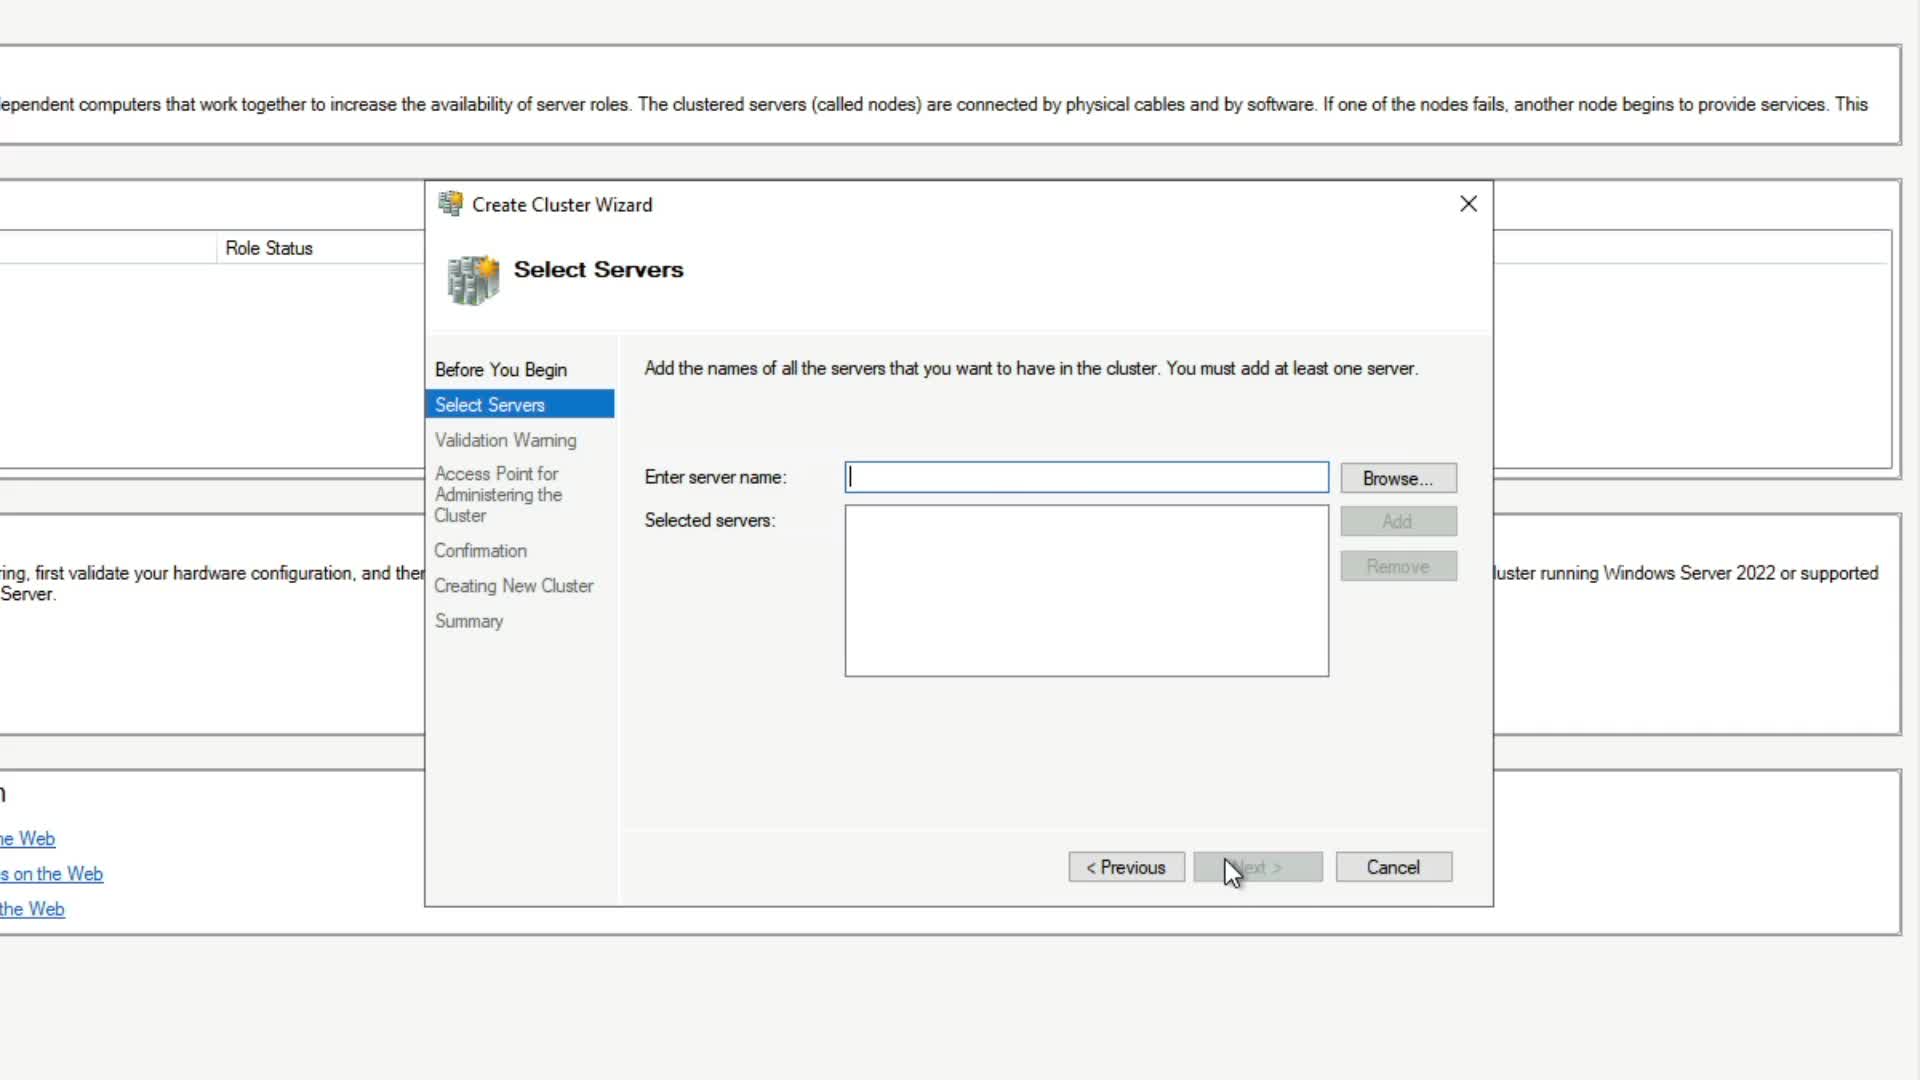 ependent computers that work together to increase the availability of server roles. The clustered servers (called nodes) are connected by physical cables and by software. If one of the nodes fails, another node begins to provide services. This
Create Cluster Wizard
Role Status
Select Servers
Before You Begin
Select Servers
Validation Warning
Access Point for
Administering the
Cluster
Confirmation
Creating New Cluster
Summary
Add the names of all the servers that you want to have in the cluster. You must add at least one server.
Enter server name:
Browse...
Selected servers:
Add
Remove
ring, first validate your hardware configuration, and then
luster running Windows Server 2022 or supported
Server.
< Previous
Next >
Cancel
n
he Web
s on the Web
the Web